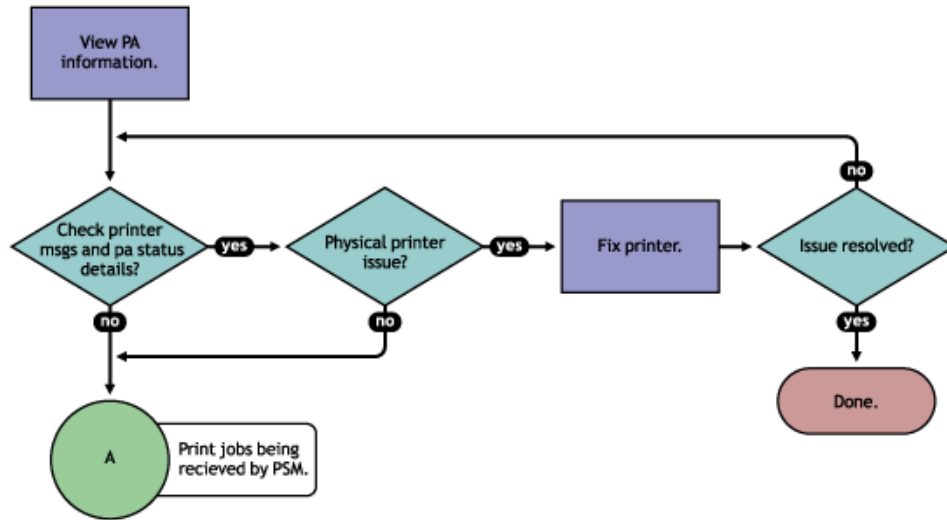 View PA
information.
no
Check printer
msgs and pa status
details?
yes
Physical printer
issue?
yes
Fix printer.
Issue resolved?
no
no
yes
Done.
A
Print jobs being
recieved by PSM.